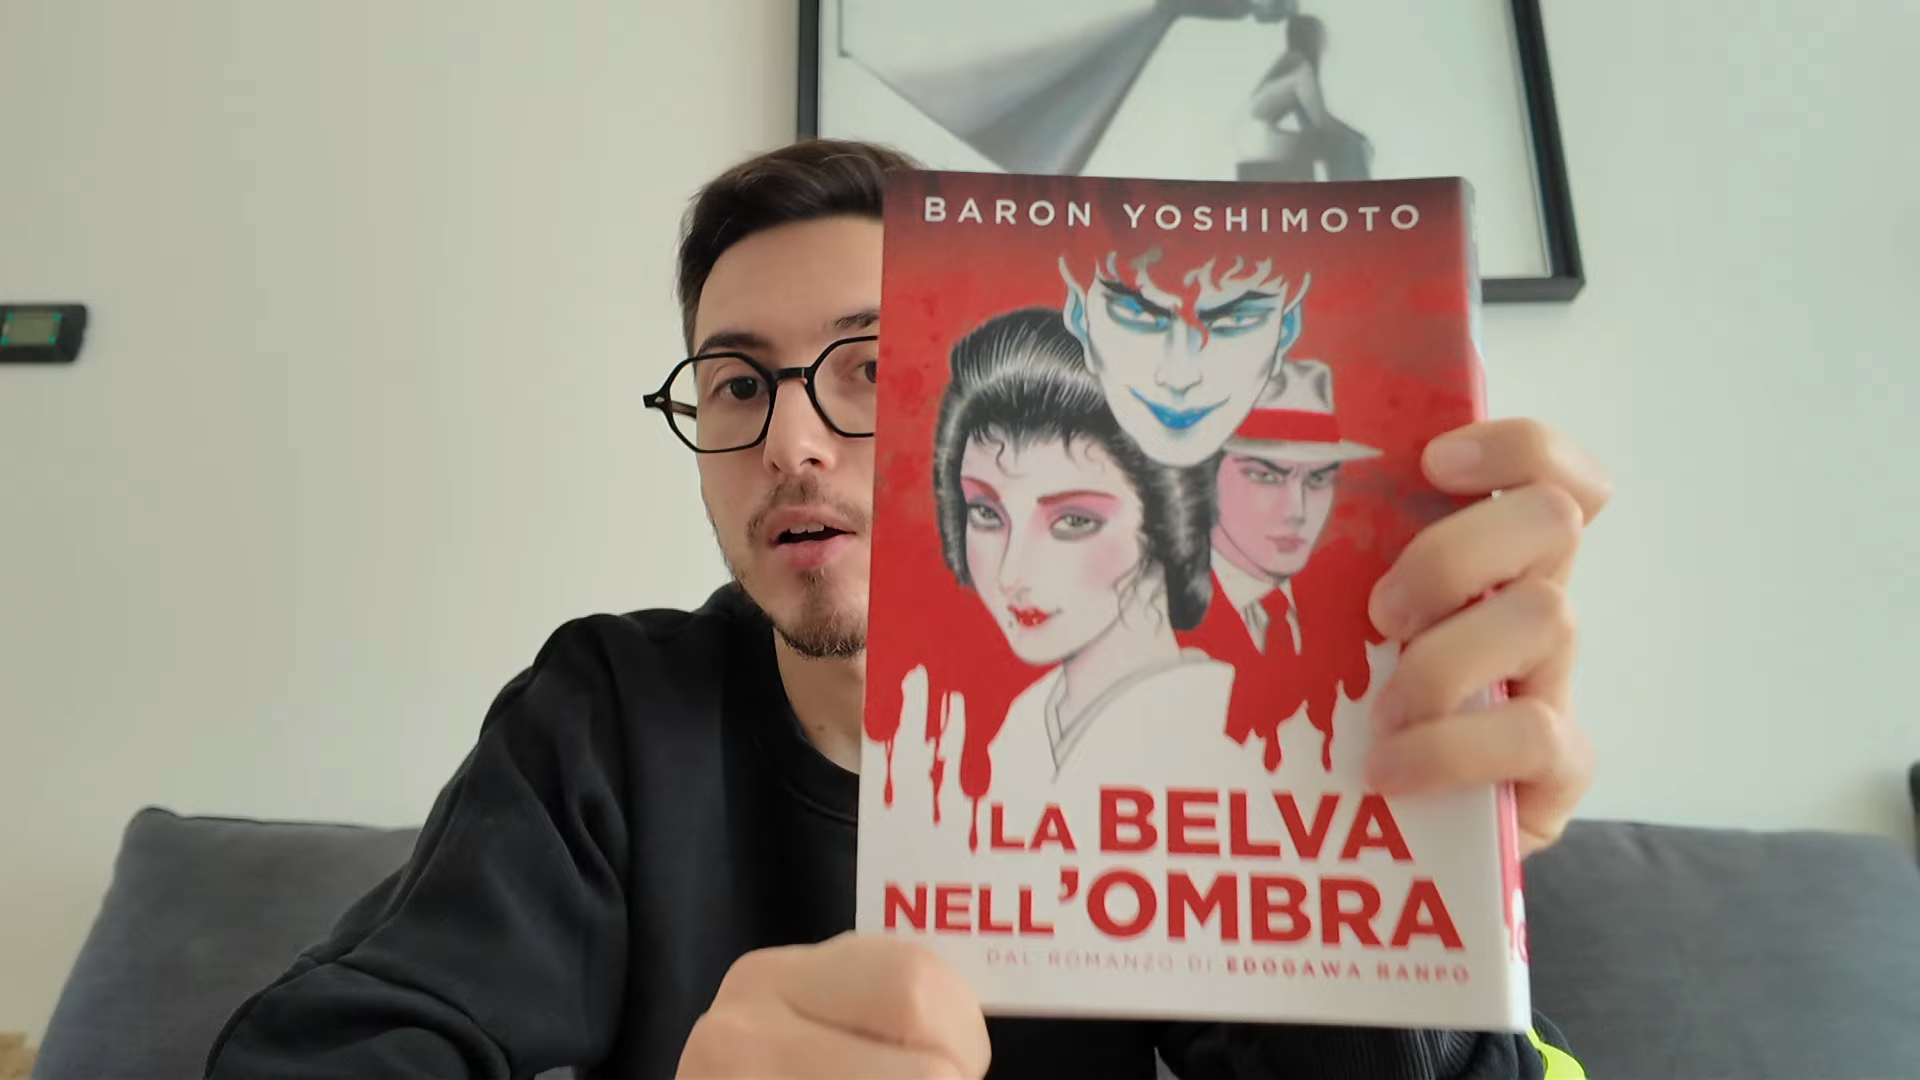 BARON YOSHIMOTO
LA BELVA
NELL'OMBRA
DAL ROMANZO DI EDOGAWA RANPO